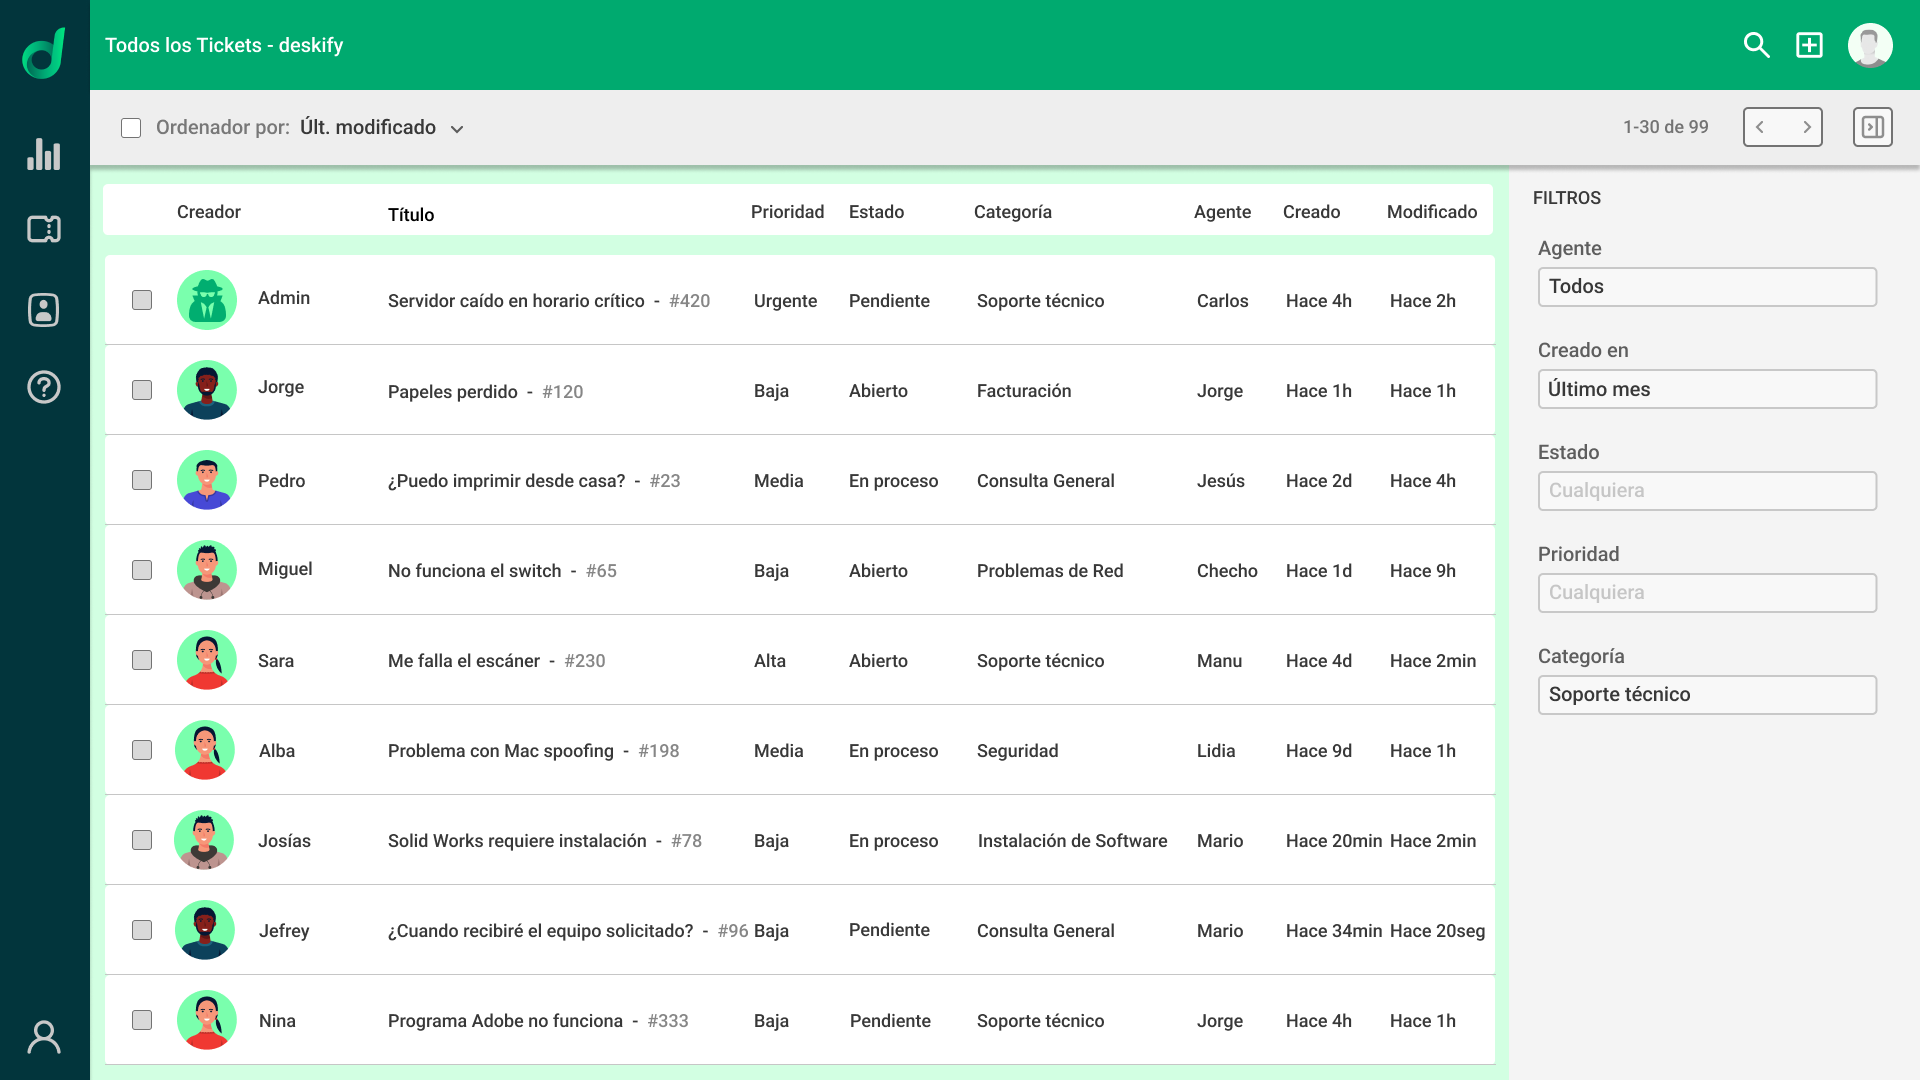 Todos los Tickets - deskify
Ordenador por: Últ. modificado
1-30 de 99
Creador Título Prioridad Estado Categoría Agente Creado Modificado
Admin Servidor caído en horario crítico - #420 Urgente Pendiente Soporte técnico Carlos Hace 4h Hace 2h
Jorge Papeles perdido - #120 Baja Abierto Facturación Jorge Hace 1h Hace 1h
Pedro ¿Puedo imprimir desde casa? - #23 Media En proceso Consulta General Jesús Hace 2d Hace 4h
Miguel No funciona el switch - #65 Baja Abierto Problemas de Red Checho Hace 1d Hace 9h
Sara Me falla el escáner - #230 Alta Abierto Soporte técnico Manu Hace 4d Hace 2min
Alba Problema con Mac spoofing - #198 Media En proceso Seguridad Lidia Hace 9d Hace 1h
Josías Solid Works requiere instalación - #78 Baja En proceso Instalación de Software Mario Hace 20min Hace 2min
Jefrey ¿Cuando recibiré el equipo solicitado? - #96 Baja Pendiente Consulta General Mario Hace 34min Hace 20seg
Nina Programa Adobe no funciona - #333 Baja Pendiente Soporte técnico Jorge Hace 4h Hace 1h
FILTROS
Agente
Todos
Creado en
Último mes
Estado
Cualquiera
Prioridad
Cualquiera
Categoría
Soporte técnico